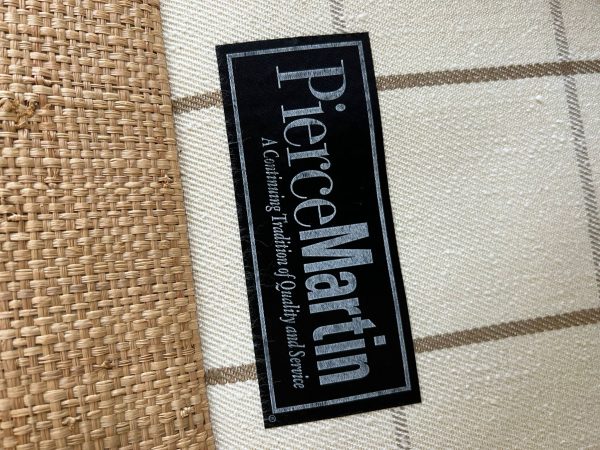 PierceMartin
A Continuing Tradition of Quality and Service
®